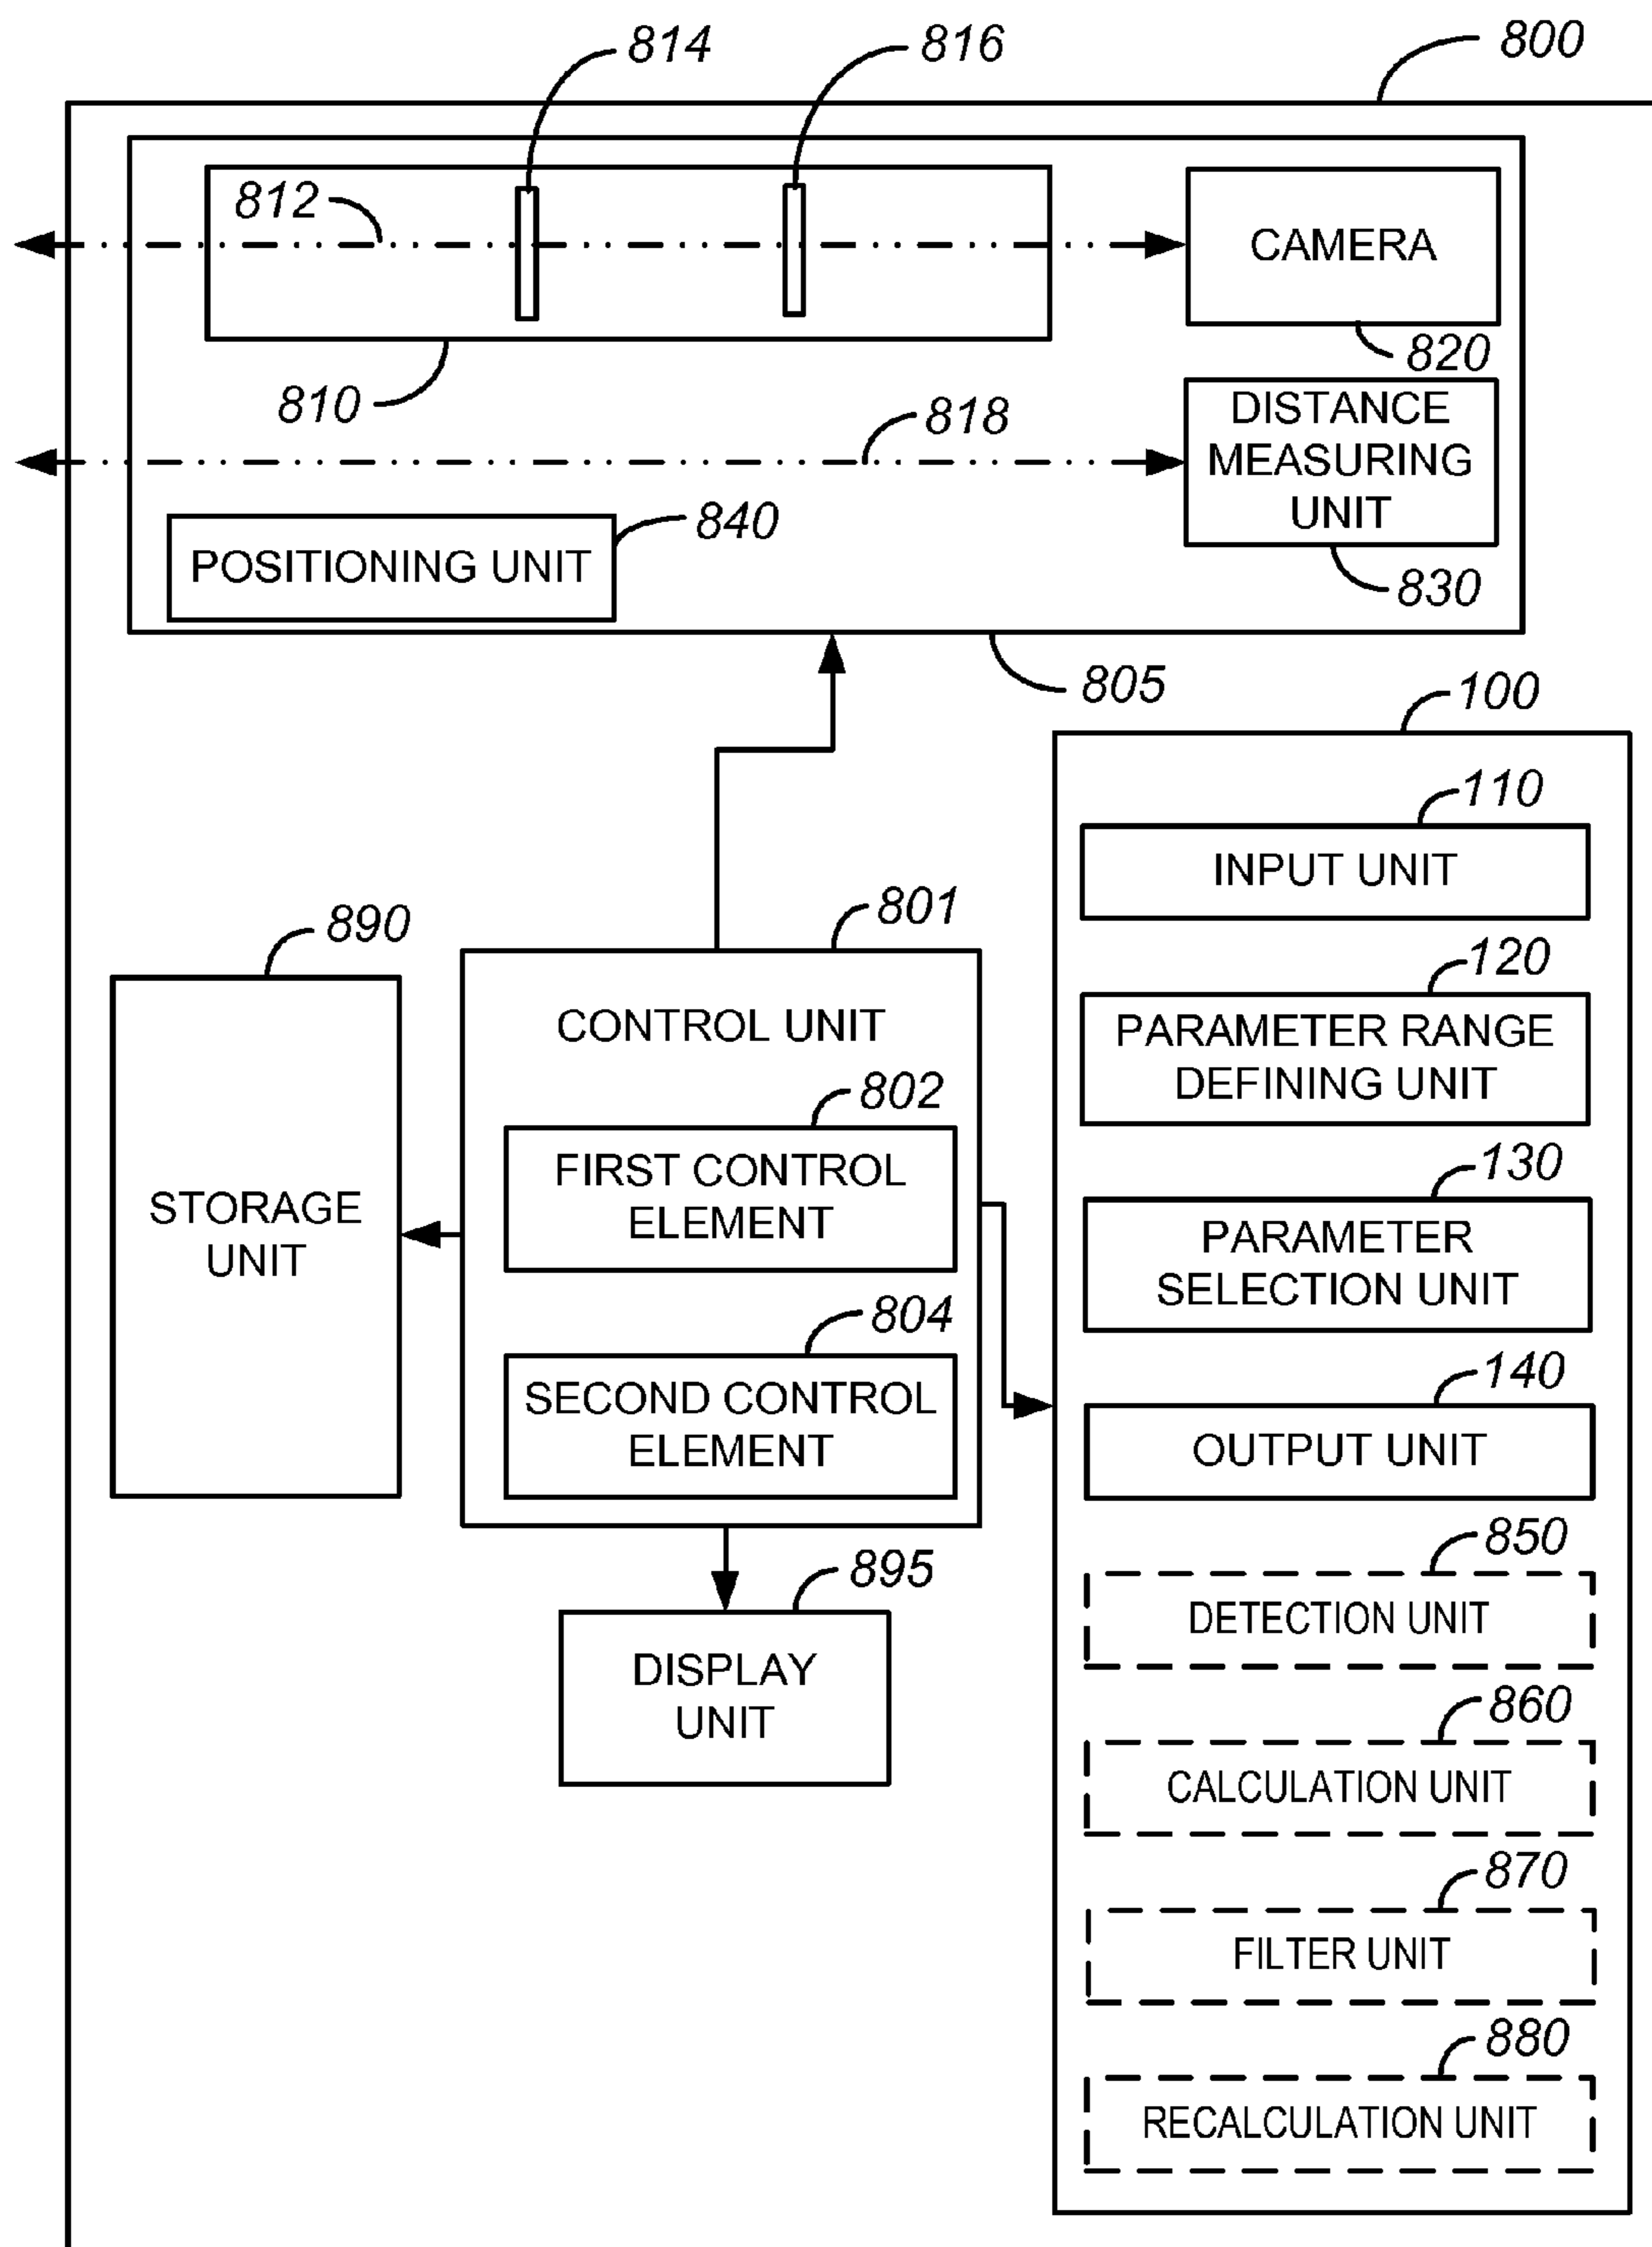 814
816
800
812
CAMERA
820
810
818
DISTANCE
MEASURING
UNIT
840
POSITIONING UNIT
830
805
100
110
INPUT UNIT
801
890
120
CONTROL UNIT
PARAMETER RANGE
DEFINING UNIT
802
FIRST CONTROL
ELEMENT
130
STORAGE
UNIT
PARAMETER
SELECTION UNIT
804
SECOND CONTROL
ELEMENT
140
OUTPUT UNIT
850
895
DETECTION UNIT
DISPLAY
UNIT
860
CALCULATION UNIT
870
FILTER UNIT
880
RECALCULATION UNIT